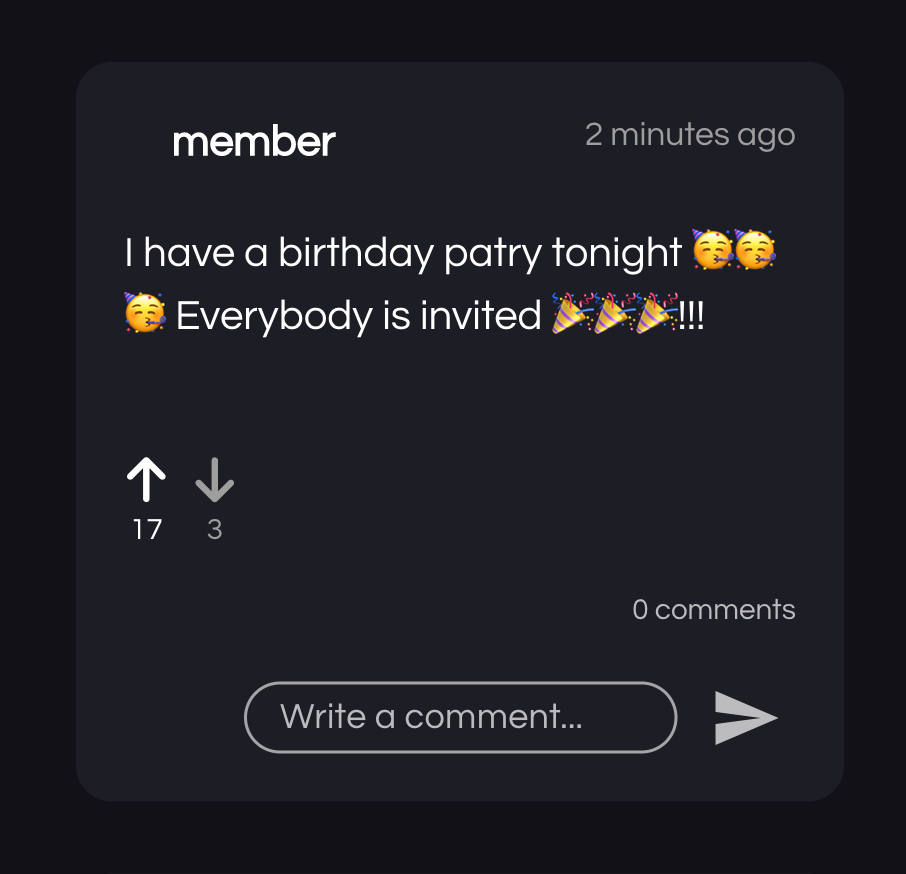 member
2 minutes ago
I have a birthday patry tonight 🥳🥳
🥳 Everybody is invited 🎉🎉🎉!!!
17
3
0 comments
Write a comment...